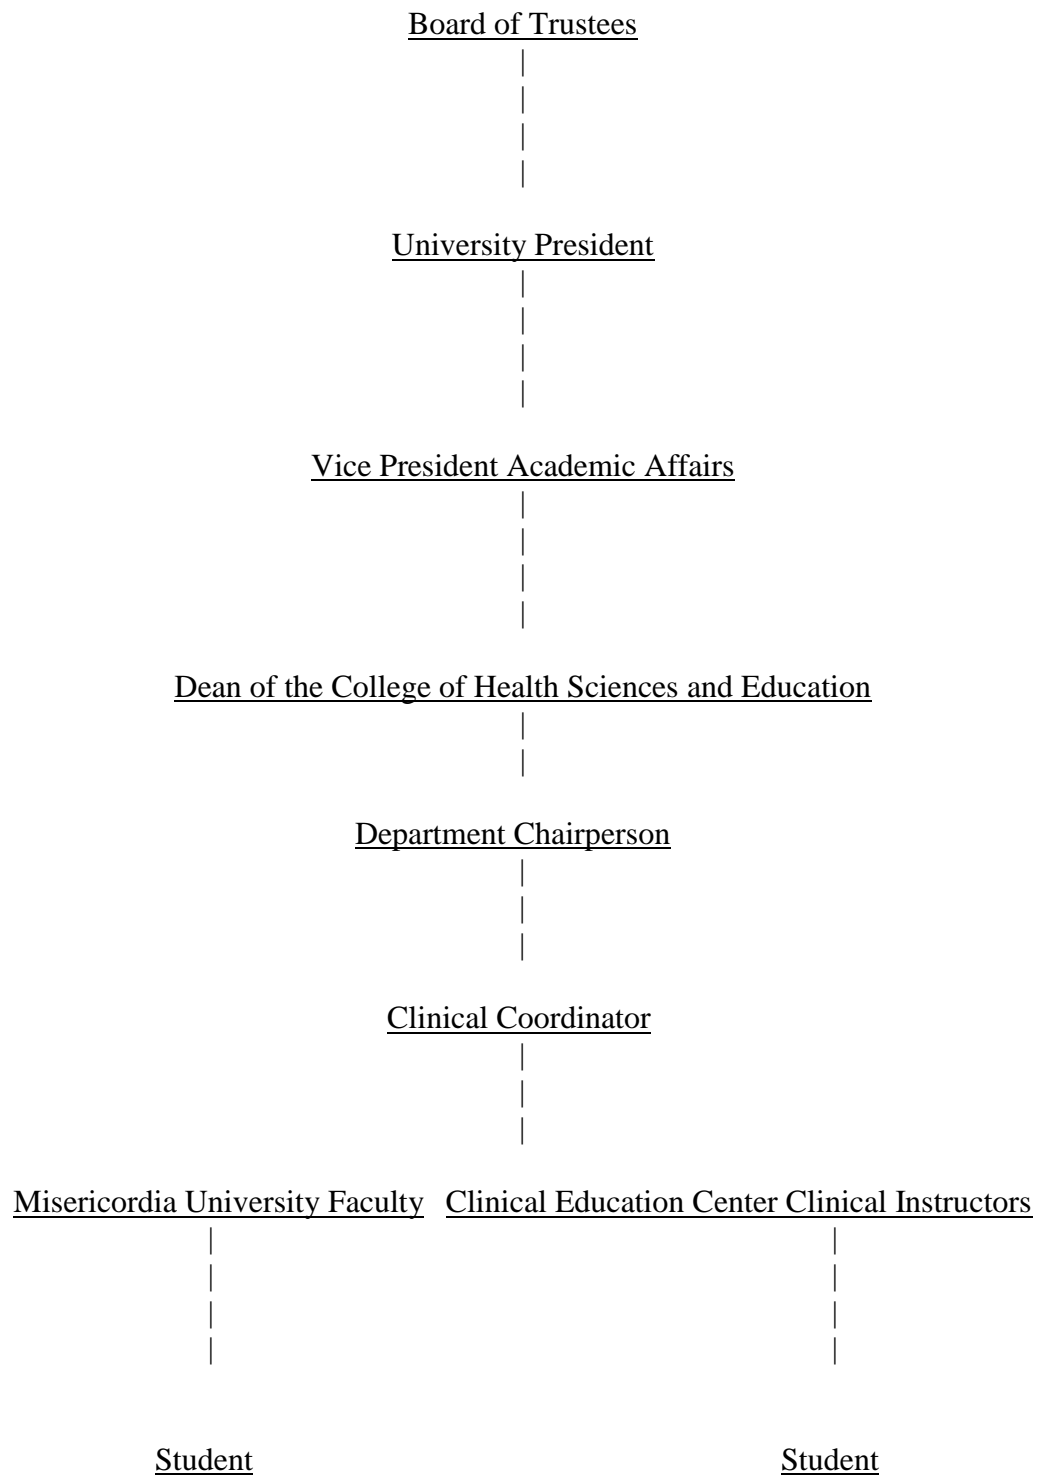 Board of Trustees
University President
Vice President Academic Affairs
Dean of the College of Health Sciences and Education
Department Chairperson
Clinical Coordinator
Misericordia University Faculty Clinical Education Center Clinical Instructors
Student Student